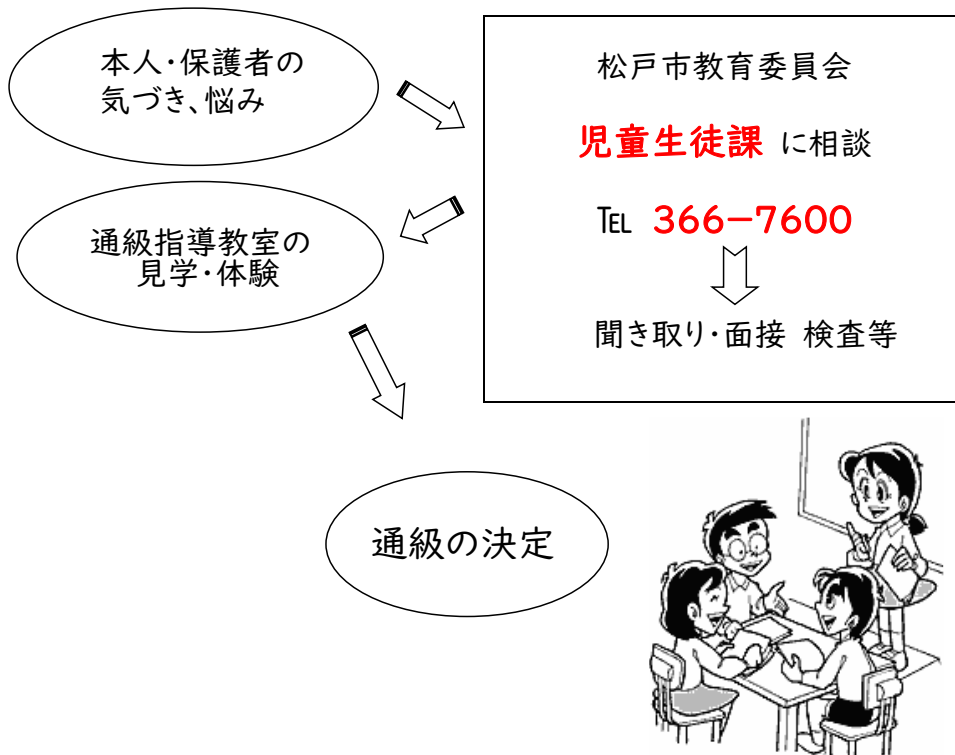 本人・保護者の
気づき、悩み
松戸市教育委員会
児童生徒課 に相談
℡ 366−7600
聞き取り・面接 検査等
通級指導教室の
見学・体験
通級の決定